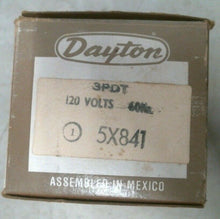 Dayton
3PDT
120 VOLTS 60Hz.
1 5X841
ASSEMBLED IN MEXICO